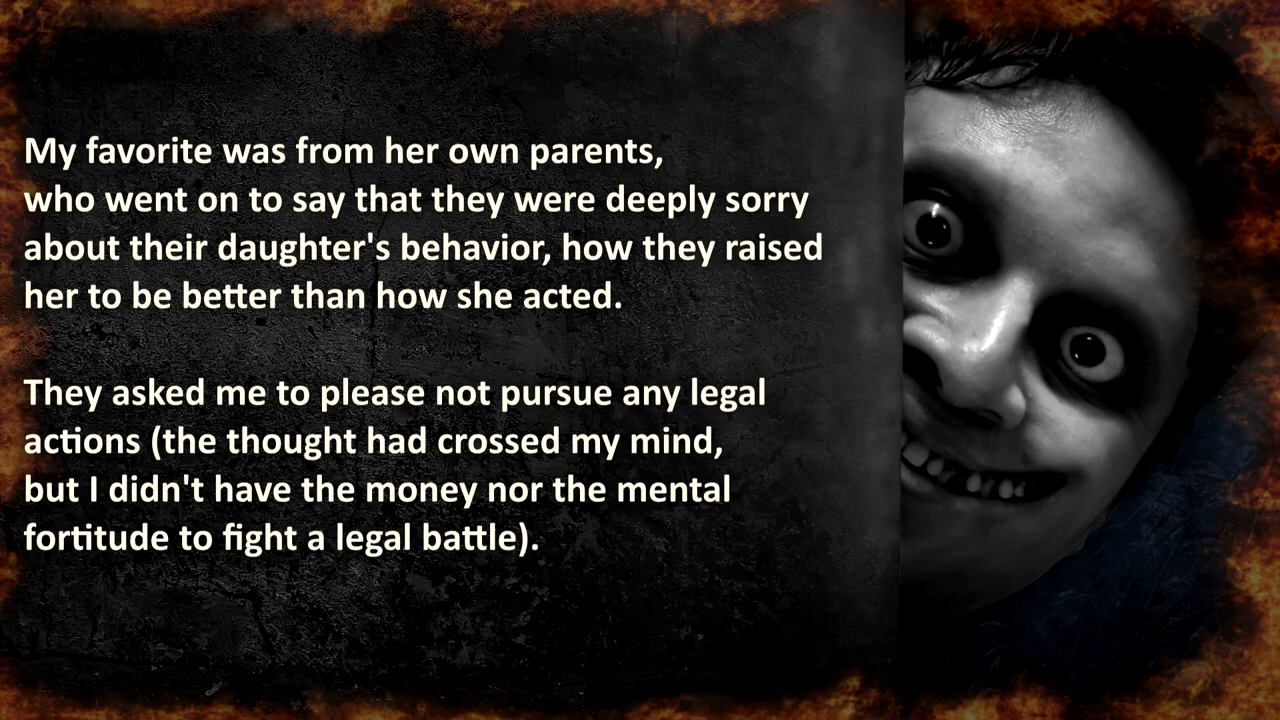 My favorite was from her own parents,
who went on to say that they were deeply sorry
about their daughter's behavior, how they raised
her to be better than how she acted.
They asked me to please not pursue any legal
actions (the thought had crossed my mind,
but I didn't have the money nor the mental
fortitude to fight a legal battle).